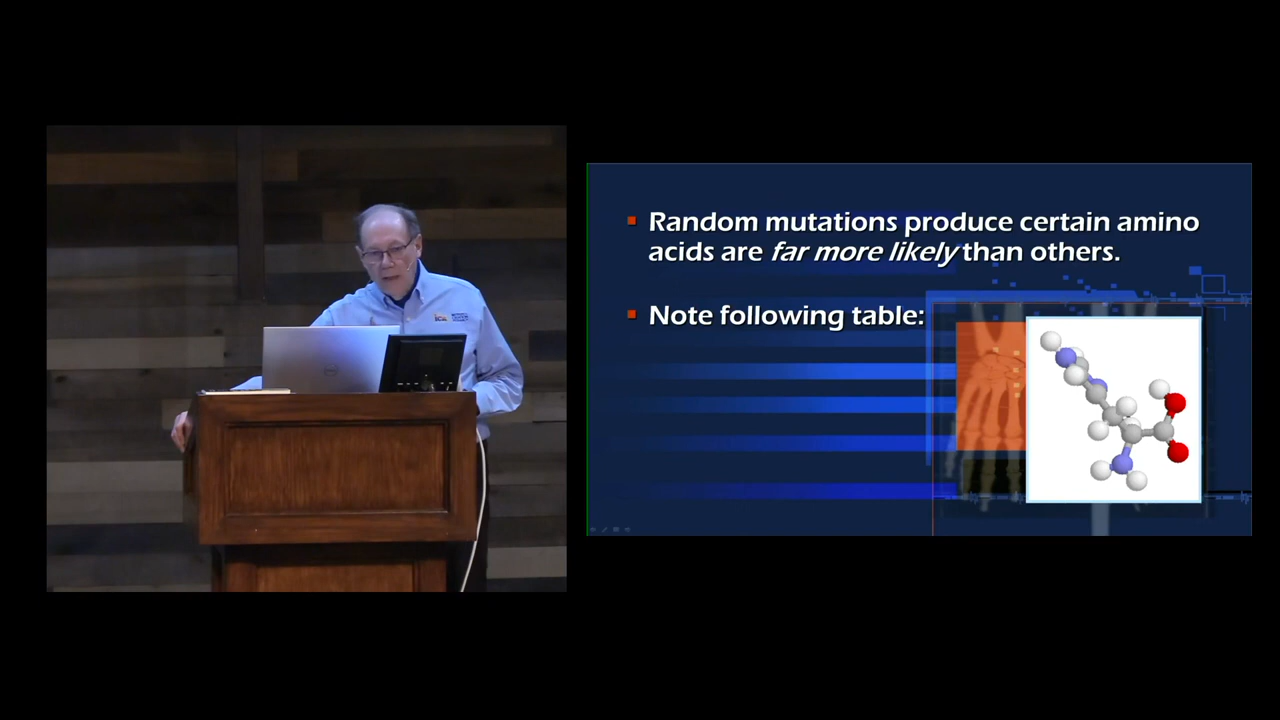 Random mutations produce certain amino
acids are far more likely than others.
Note following table: